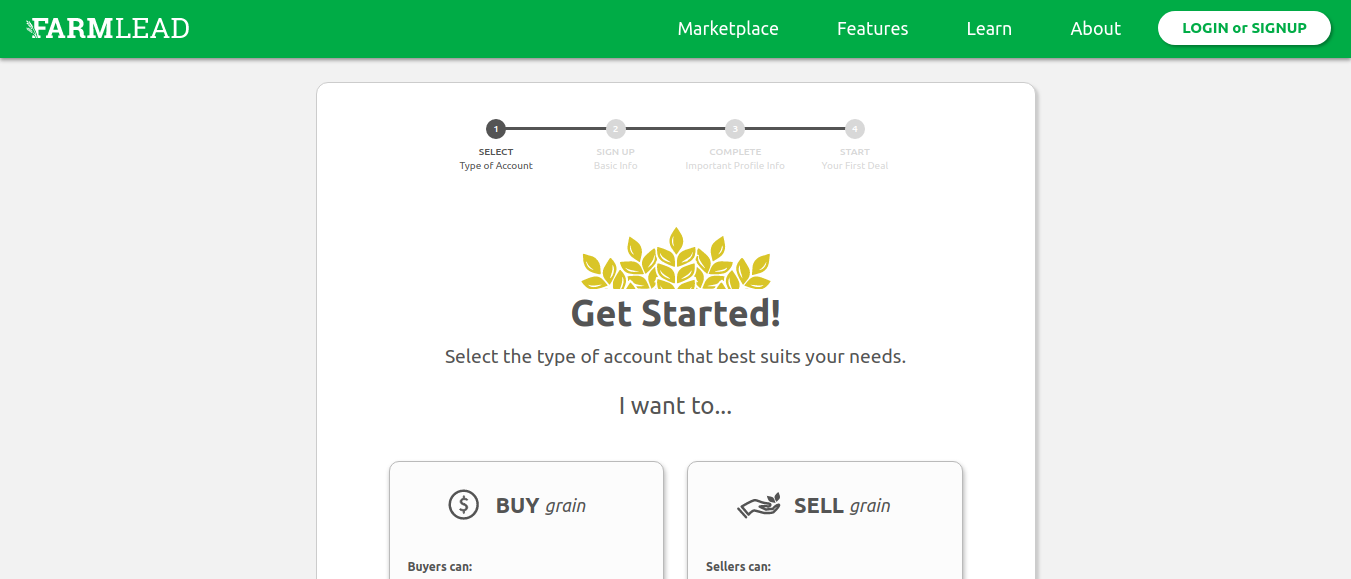 FARMLEAD
Marketplace Features Learn About LOGIN or SIGNUP
1 2 3 4
SELECT SIGN UP COMPLETE START
Type of Account Basic Info Important Profile Info Your First Deal
Get Started!
Select the type of account that best suits your needs.
I want to...
$ BUY grain SELL grain
Buyers can: Sellers can: